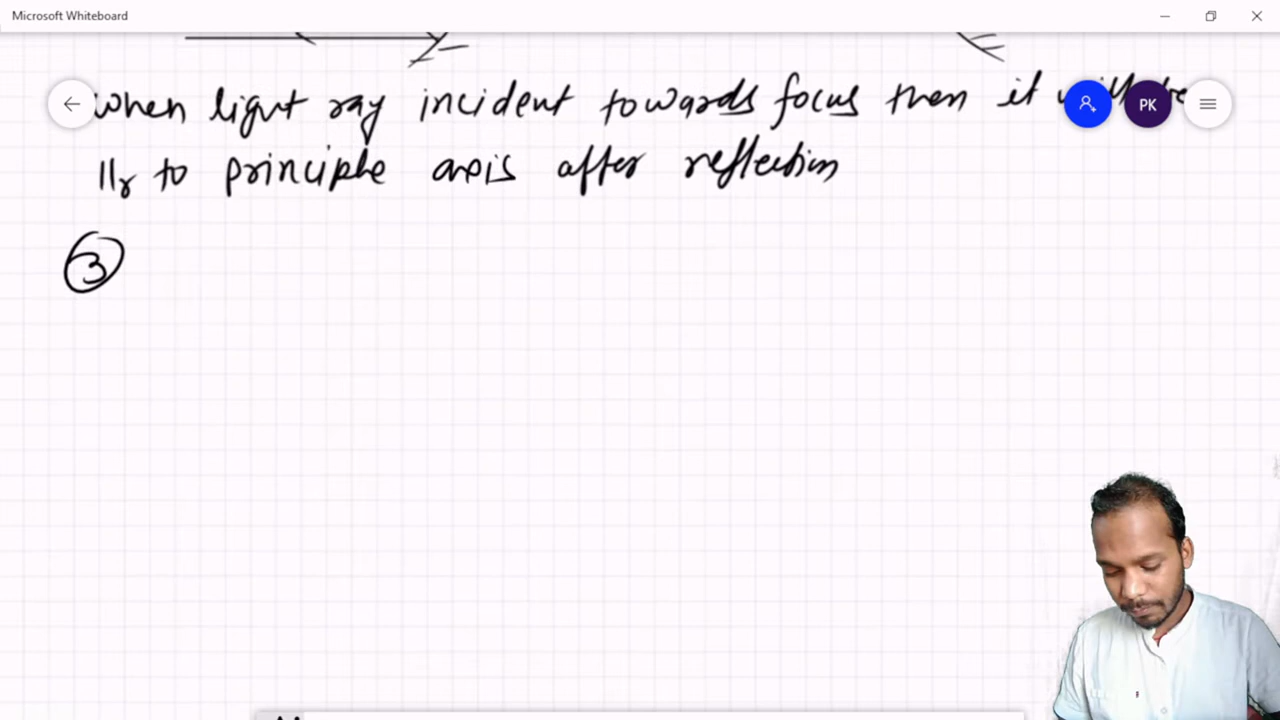 Microsoft Whiteboard
when light ray incident towards focus then it
PK
llr to principle axis after reflection
3